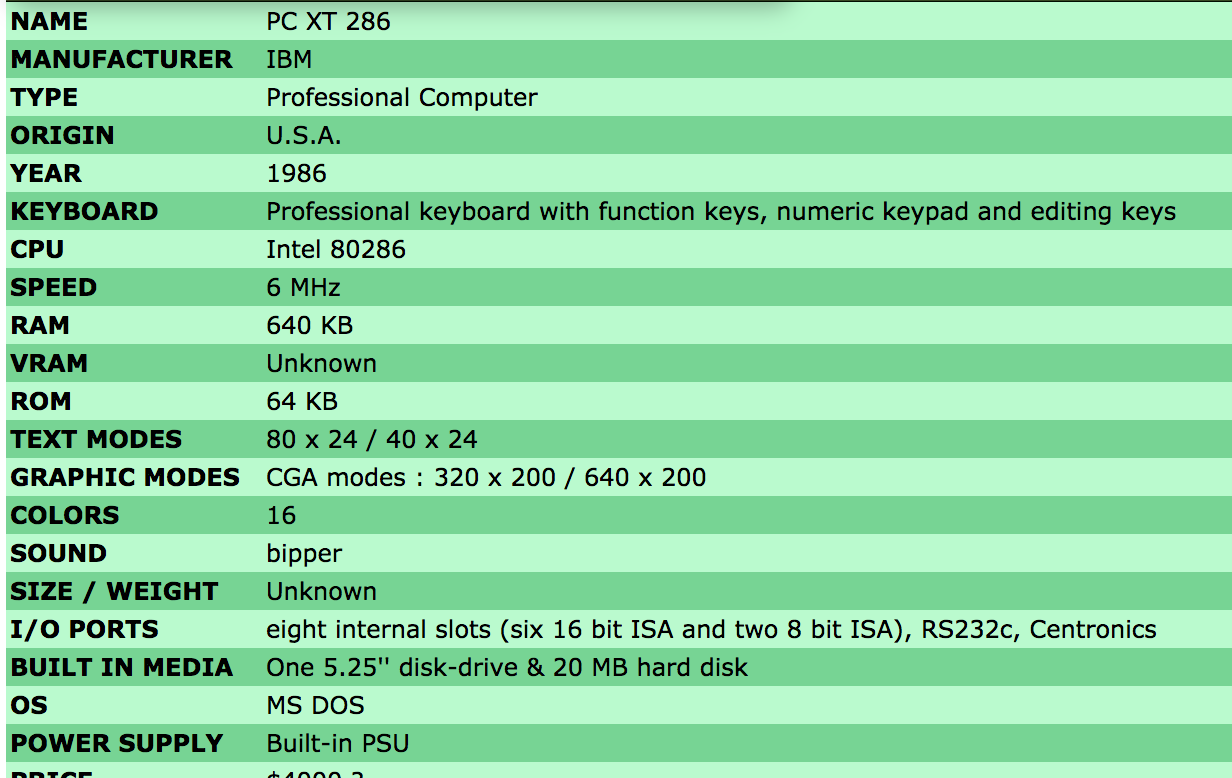 NAME PC XT 286
MANUFACTURER IBM
TYPE Professional Computer
ORIGIN U.S.A.
YEAR 1986
KEYBOARD Professional keyboard with function keys, numeric keypad and editing keys
CPU Intel 80286
SPEED 6 MHz
RAM 640 KB
VRAM Unknown
ROM 64 KB
TEXT MODES 80 x 24 / 40 x 24
GRAPHIC MODES CGA modes : 320 x 200 / 640 x 200
COLORS 16
SOUND bipper
SIZE / WEIGHT Unknown
I/O PORTS eight internal slots (six 16 bit ISA and two 8 bit ISA), RS232c, Centronics
BUILT IN MEDIA One 5.25'' disk-drive & 20 MB hard disk
OS MS DOS
POWER SUPPLY Built-in PSU
PRICE